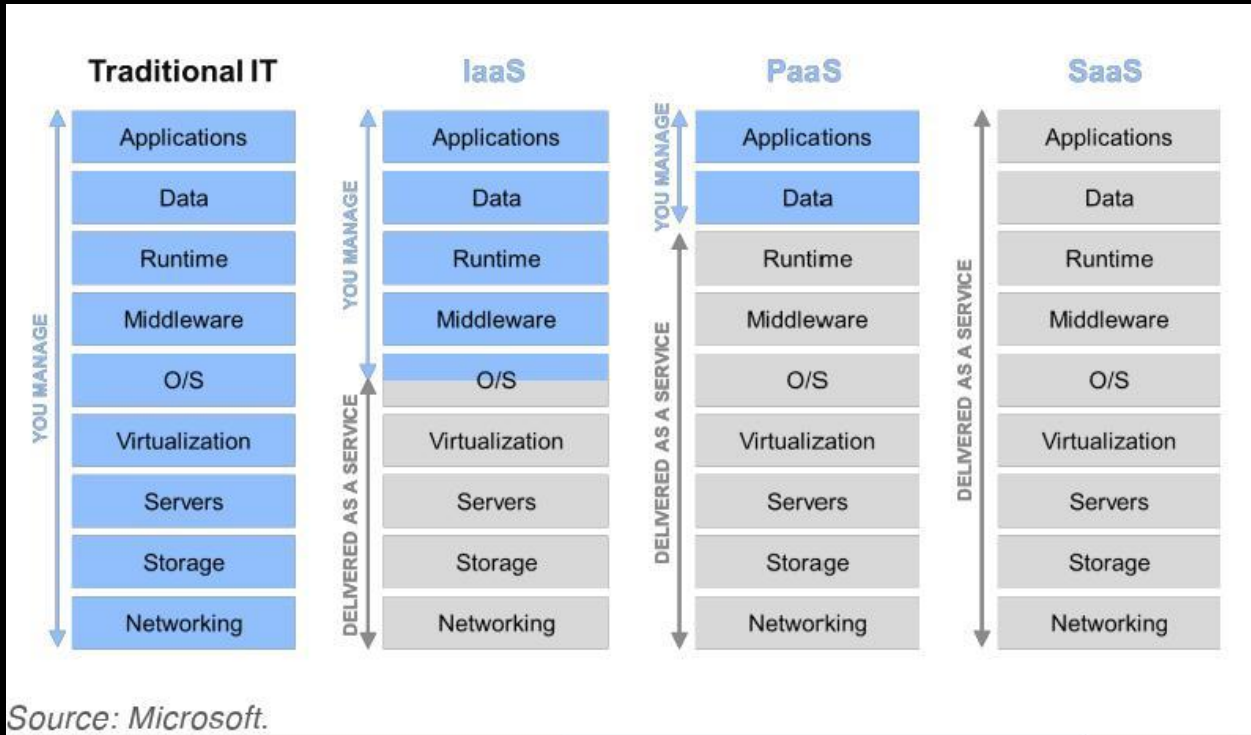 Traditional IT
YOU MANAGE
Applications
Data
Runtime
Middleware
O/S
Virtualization
Servers
Storage
Networking
IaaS
YOU MANAGE
DELIVERED AS A SERVICE
Applications
Data
Runtime
Middleware
O/S
Virtualization
Servers
Storage
Networking
PaaS
YOU MANAGE
DELIVERED AS A SERVICE
Applications
Data
Runtime
Middleware
O/S
Virtualization
Servers
Storage
Networking
SaaS
DELIVERED AS A SERVICE
Applications
Data
Runtime
Middleware
O/S
Virtualization
Servers
Storage
Networking
Source: Microsoft.